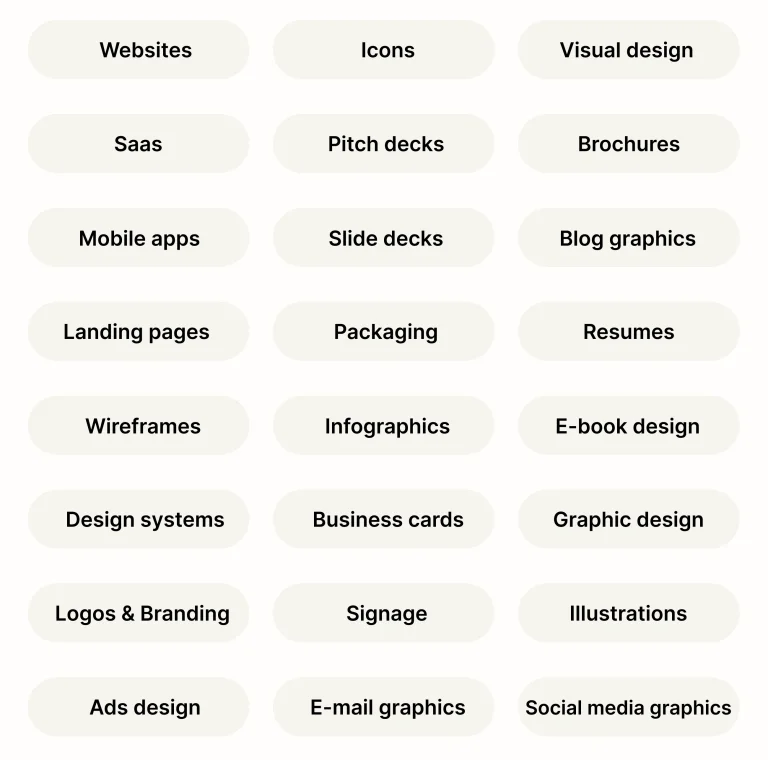 Websites
Icons
Visual design
Saas
Pitch decks
Brochures
Mobile apps
Slide decks
Blog graphics
Landing pages
Packaging
Resumes
Wireframes
Infographics
E-book design
Design systems
Business cards
Graphic design
Logos & Branding
Signage
Illustrations
Ads design
E-mail graphics
Social media graphics